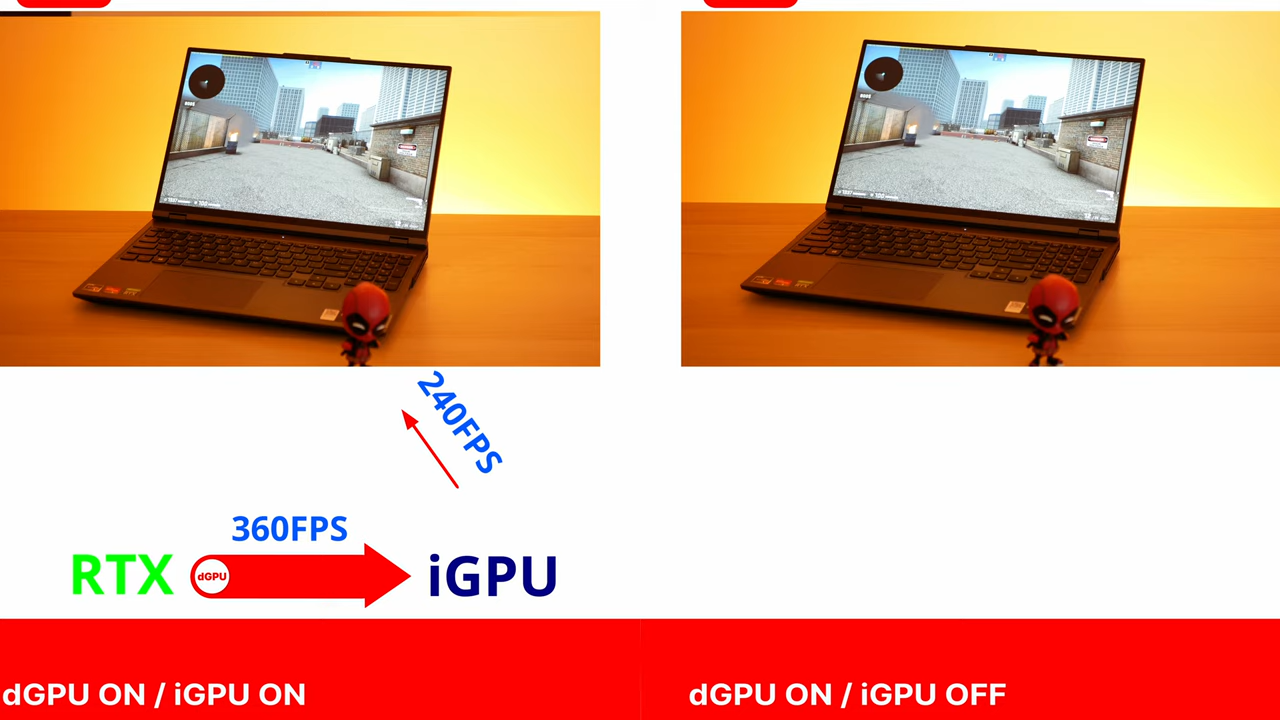 240FPS
360FPS
RTX
dGPU
iGPU
dGPU ON / iGPU ON
dGPU ON / iGPU OFF